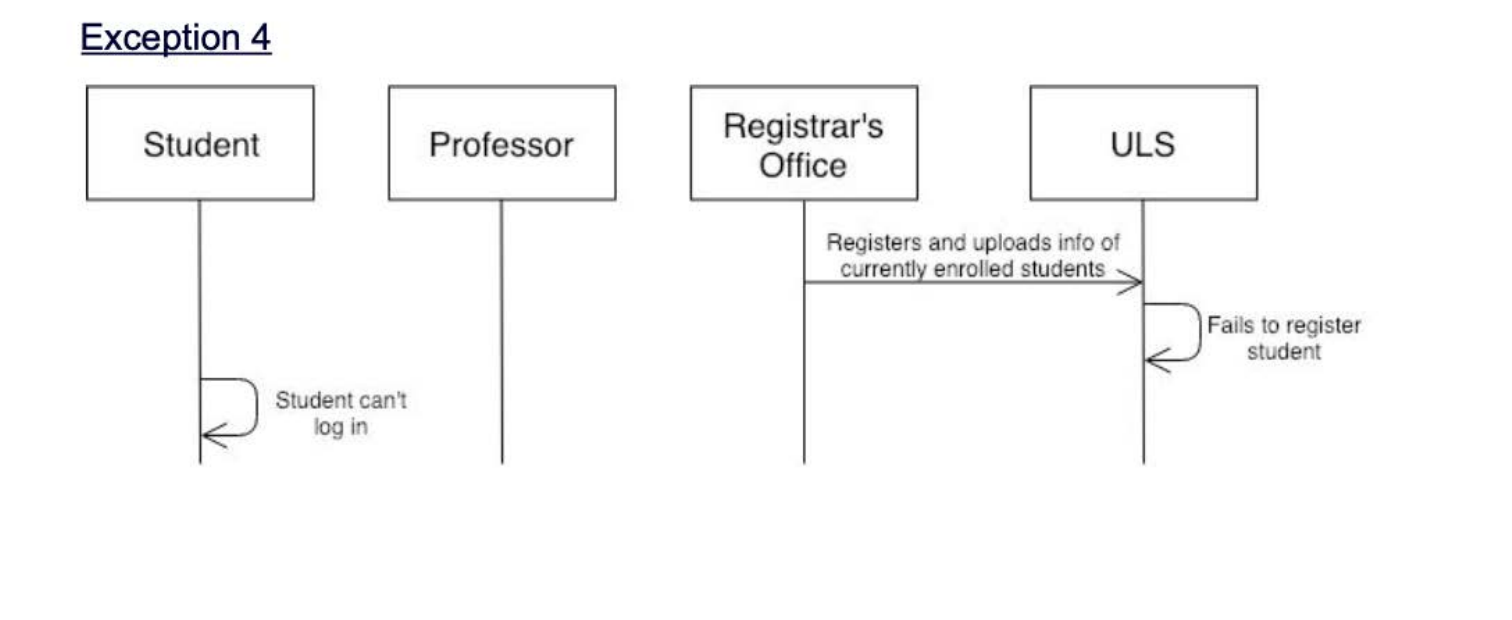 Exception 4
Student
Professor
Registrar's
Office
ULS
Registers and uploads info of
currently enrolled students
Fails to register
student
Student can't
log in